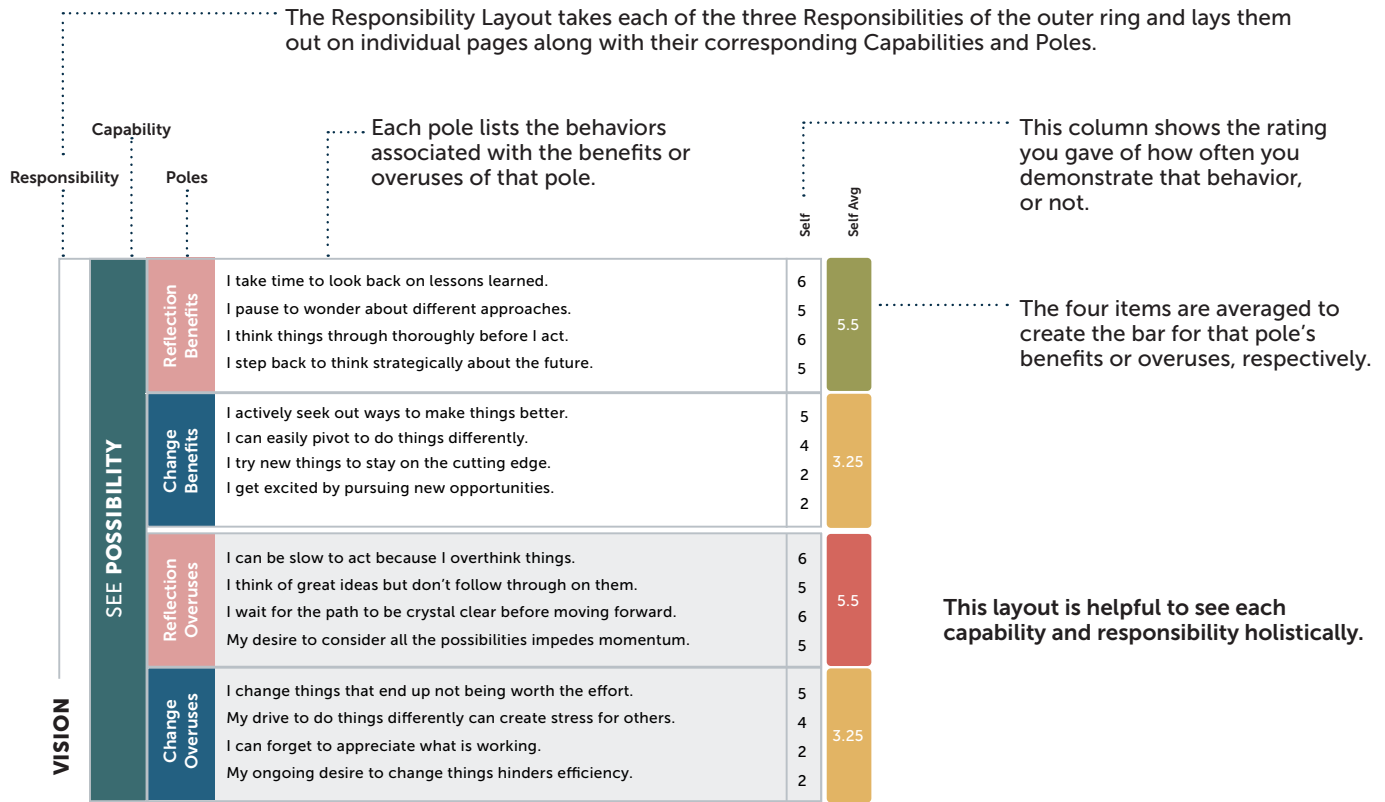 The Responsibility Layout takes each of the three Responsibilities of the outer ring and lays them
out on individual pages along with their corresponding Capabilities and Poles.
Capability
Responsibility
Poles
Each pole lists the behaviors
associated with the benefits or
overuses of that pole.
Self
Self Avg
This column shows the rating
you gave of how often you
demonstrate that behavior,
or not.
VISION
SEE POSSIBILITY
Reflection
Benefits
I take time to look back on lessons learned. 6
I pause to wonder about different approaches. 5
I think things through thoroughly before I act. 6
I step back to think strategically about the future. 5
5.5
The four items are averaged to
create the bar for that pole’s
benefits or overuses, respectively.
Change
Benefits
I actively seek out ways to make things better. 5
I can easily pivot to do things differently. 4
I try new things to stay on the cutting edge. 2
I get excited by pursuing new opportunities. 2
3.25
Reflection
Overuses
I can be slow to act because I overthink things. 6
I think of great ideas but don’t follow through on them. 5
I wait for the path to be crystal clear before moving forward. 6
My desire to consider all the possibilities impedes momentum. 5
5.5
This layout is helpful to see each
capability and responsibility holistically.
Change
Overuses
I change things that end up not being worth the effort. 5
My drive to do things differently can create stress for others. 4
I can forget to appreciate what is working. 2
My ongoing desire to change things hinders efficiency. 2
3.25